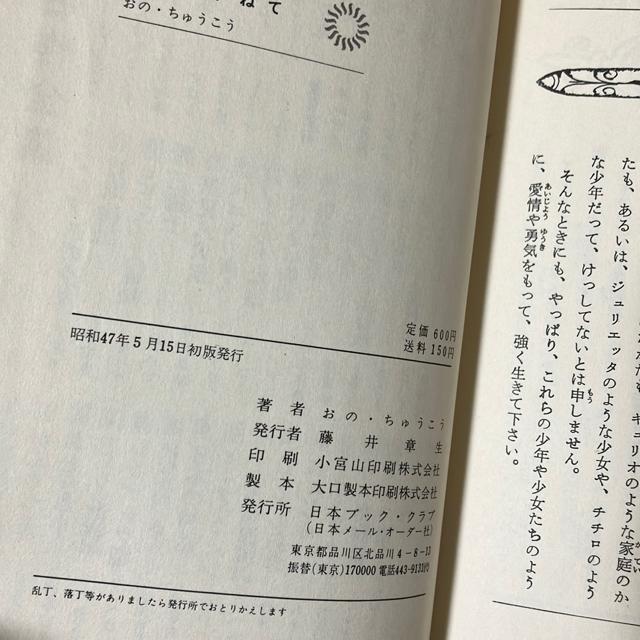 ねて
おの・ちゅうこう
定価 600円
送料 150円
昭和47年5月15日初版発行
著者 おの・ちゅうこう
発行者 藤井章生
印刷 小宮山印刷株式会社
製本 大口製本印刷株式会社
発行所 日本ブック・クラブ
(日本メール・オーダー社)
東京都品川区北品川4-8-13
振替(東京)170000 電話443-913
乱丁、落丁等がありましたら発行所でおとりかえします
キュリオのような家庭のか
たも、あるいは、ジュリエッタのような少女や、チチロのよう
な少年だって、けっしてないとは申しません。
そんなときにも、やっぱり、これらの少年や少女たちのよう
に、愛情や勇気をもって、強く生きて下さい。